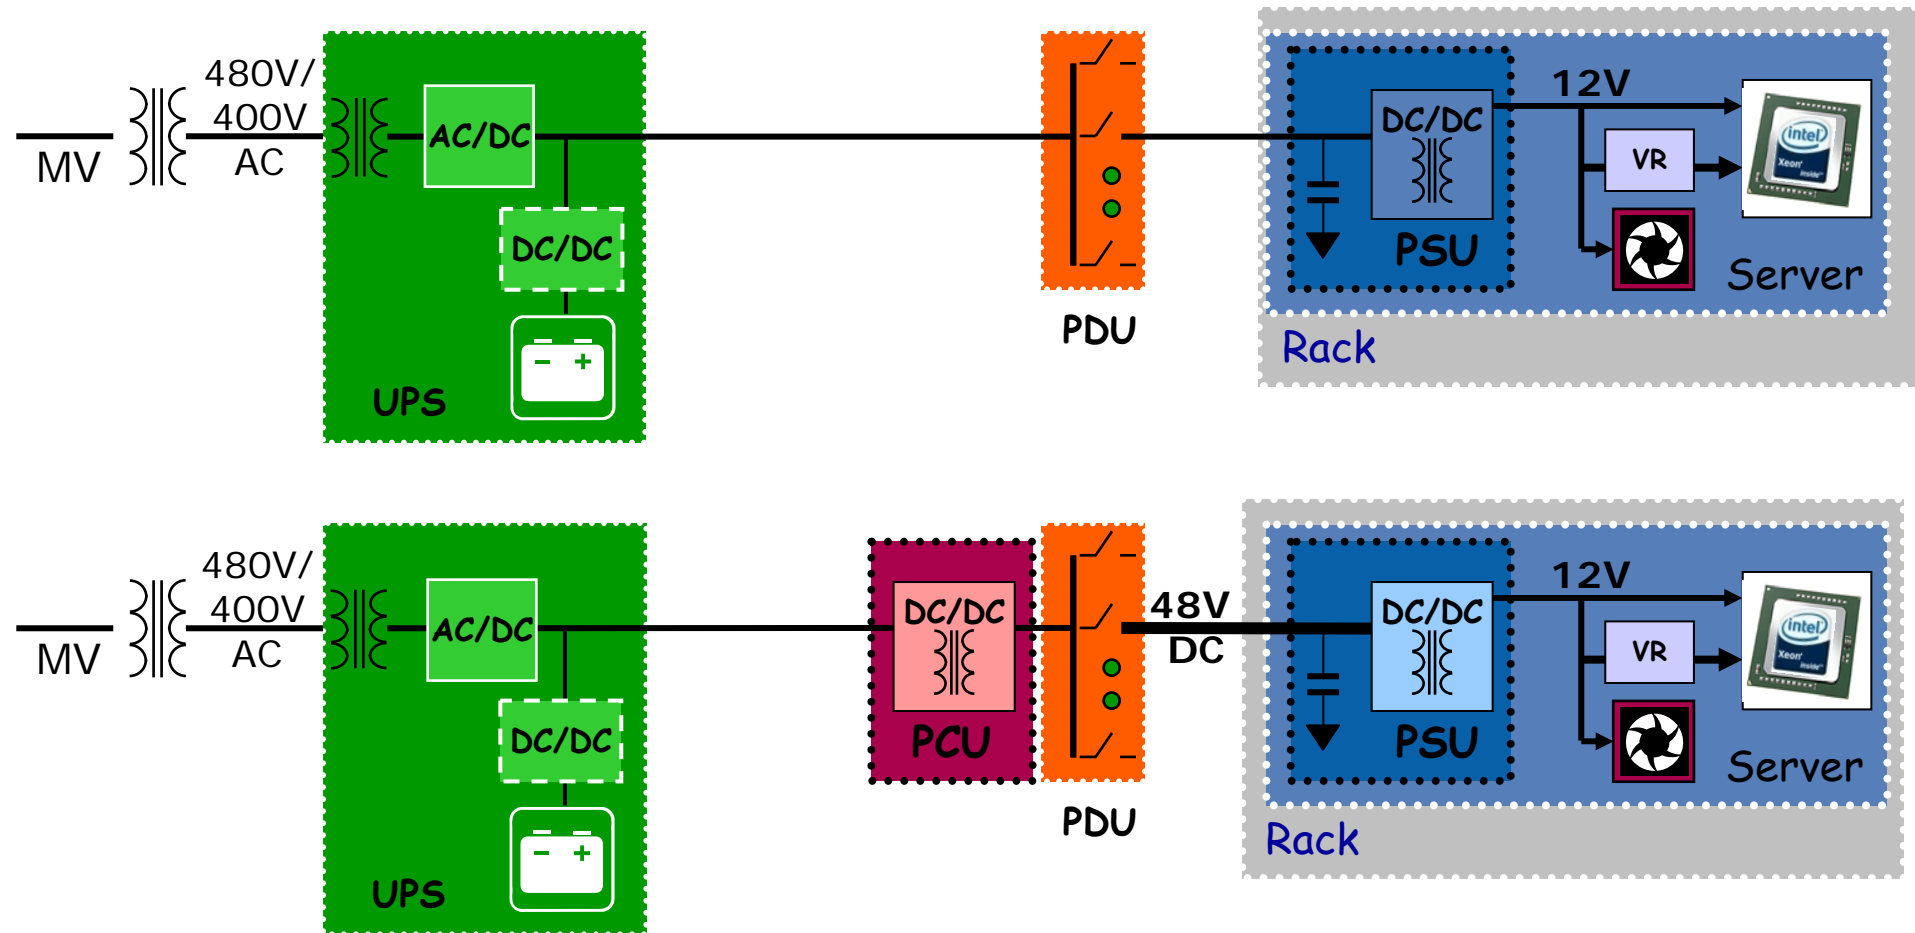 480V/
400V
AC
MV
AC/DC
DC/DC
− +
UPS
PDU
DC/DC
PSU
12V
VR
intel
Xeon
inside
Server
Rack
480V/
400V
AC
MV
AC/DC
DC/DC
− +
UPS
DC/DC
PCU
PDU
48V
DC
DC/DC
PSU
12V
VR
intel
Xeon
inside
Server
Rack